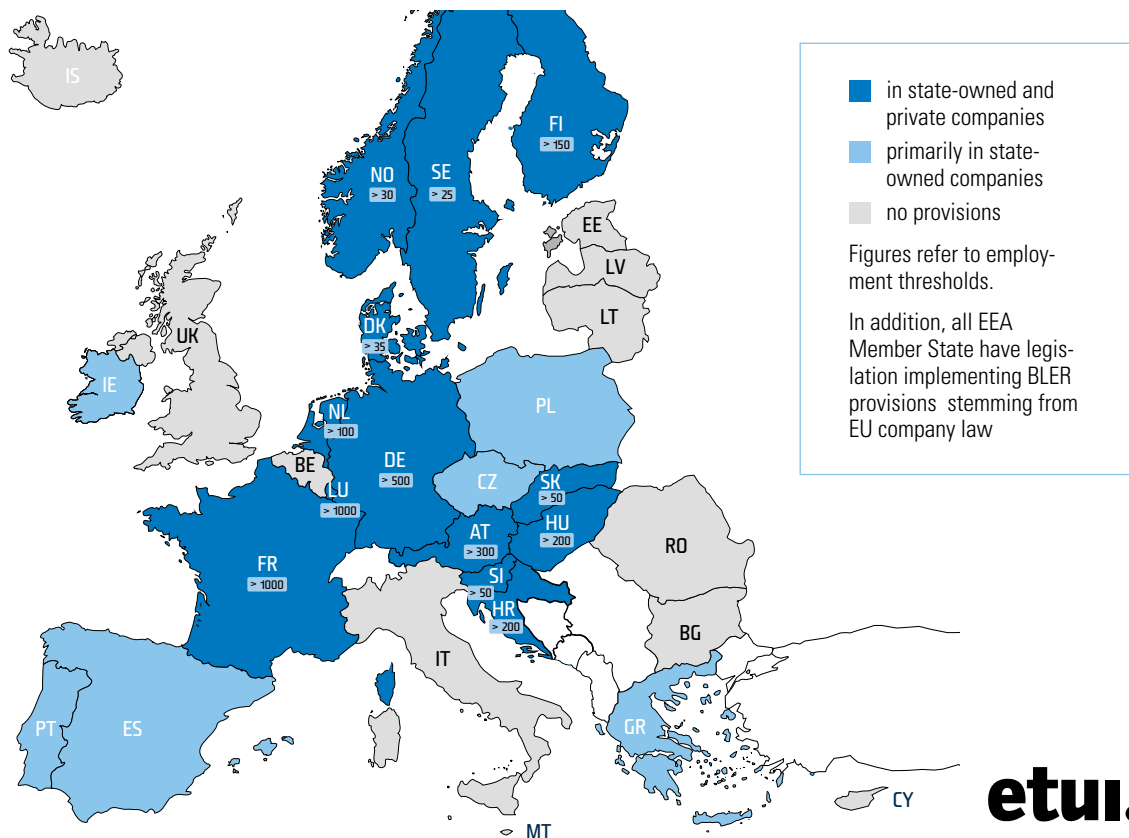 IS
FI
> 150
NO
> 30
SE
> 25
EE
LV
LT
UK
DK
> 35
IE
PL
NL
> 100
BE
DE
> 500
CZ
SK
> 50
LU
> 1000
AT
> 300
HU
> 200
FR
> 1000
SI
> 50
HR
> 200
RO
BG
IT
PT
ES
GR
CY
MT
in state-owned and
private companies
primarily in state-
owned companies
no provisions
Figures refer to employ-
ment thresholds.
In addition, all EEA
Member State have legis-
lation implementing BLER
provisions stemming from
EU company law
etui.